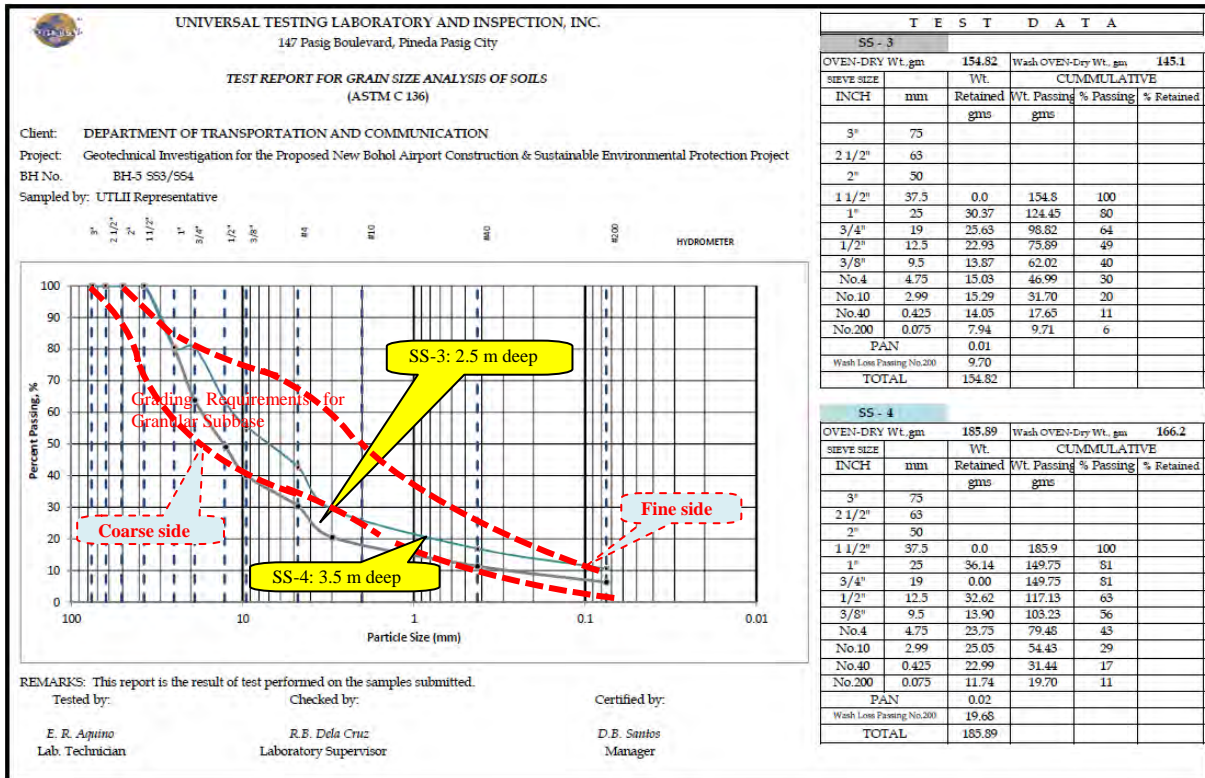 UNIVERSAL TESTING LABORATORY AND INSPECTION, INC.
147 Pasig Boulevard, Pineda Pasig City
TEST REPORT FOR GRAIN SIZE ANALYSIS OF SOILS
(ASTM C 136)
Client: DEPARTMENT OF TRANSPORTATION AND COMMUNICATION
Project: Geotechnical Investigation for the Proposed New Bohol Airport Construction & Sustainable Environmental Protection Project
BH No. BH-5 SS3/SS4
Sampled by: UTLII Representative
3" 2 1/2" 2" 1 1/2" 1" 3/4" 1/2" 3/8" #4 #10 #40 #200 HYDROMETER
100
90
80
70
60
50
40
30
20
10
0
Percent Passing, %
SS-3: 2.5 m deep
Grading Requirements for
Granular Subbase
Coarse side
Fine side
SS-4: 3.5 m deep
100 10 1 0.1 0.01
Particle Size (mm)
REMARKS: This report is the result of test performed on the samples submitted.
Tested by: Checked by: Certified by:
E. R. Aquino R.B. Dela Cruz D.B. Santos
Lab. Technician Laboratory Supervisor Manager
T E S T D A T A
SS - 3
OVEN-DRY Wt.,gm 154.82 Wash OVEN-Dry Wt., gm 145.1
SIEVE SIZE Wt. CUMMULATIVE
INCH mm Retained Wt. Passing % Passing % Retained
gms gms
3" 75
2 1/2" 63
2" 50
1 1/2" 37.5 0.0 154.8 100
1" 25 30.37 124.45 80
3/4" 19 25.63 98.82 64
1/2" 12.5 22.93 75.89 49
3/8" 9.5 13.87 62.02 40
No.4 4.75 15.03 46.99 30
No.10 2.99 15.29 31.70 20
No.40 0.425 14.05 17.65 11
No.200 0.075 7.94 9.71 6
PAN 0.01
Wash Loss Passing No.200 9.70
TOTAL 154.82
SS - 4
OVEN-DRY Wt.,gm 185.89 Wash OVEN-Dry Wt., gm 166.2
SIEVE SIZE Wt. CUMMULATIVE
INCH mm Retained Wt. Passing % Passing % Retained
gms gms
3" 75
2 1/2" 63
2" 50
1 1/2" 37.5 0.0 185.9 100
1" 25 36.14 149.75 81
3/4" 19 0.00 149.75 81
1/2" 12.5 32.62 117.13 63
3/8" 9.5 13.90 103.23 56
No.4 4.75 23.75 79.48 43
No.10 2.99 25.05 54.43 29
No.40 0.425 22.99 31.44 17
No.200 0.075 11.74 19.70 11
PAN 0.02
Wash Loss Passing No.200 19.68
TOTAL 185.89